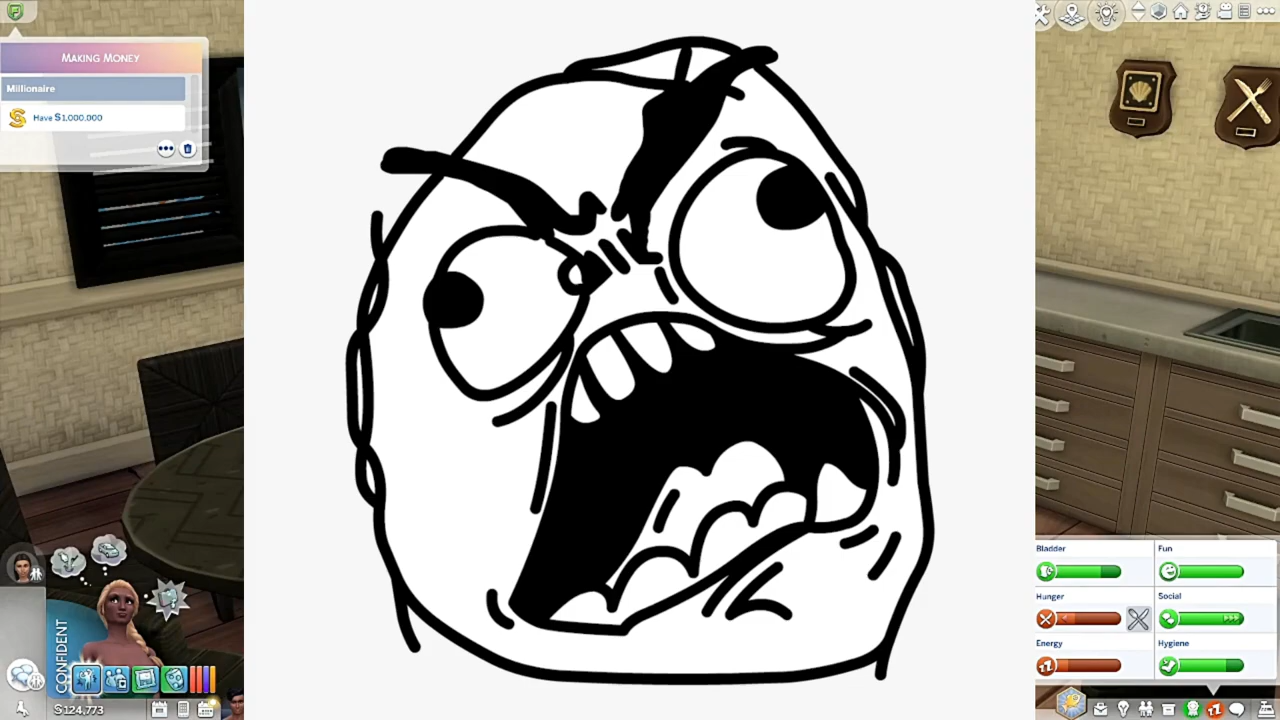 MAKING MONEY
Millionaire
Have §1,000,000
CONFIDENT
§124,773
Bladder
Fun
Hunger
Social
Energy
Hygiene